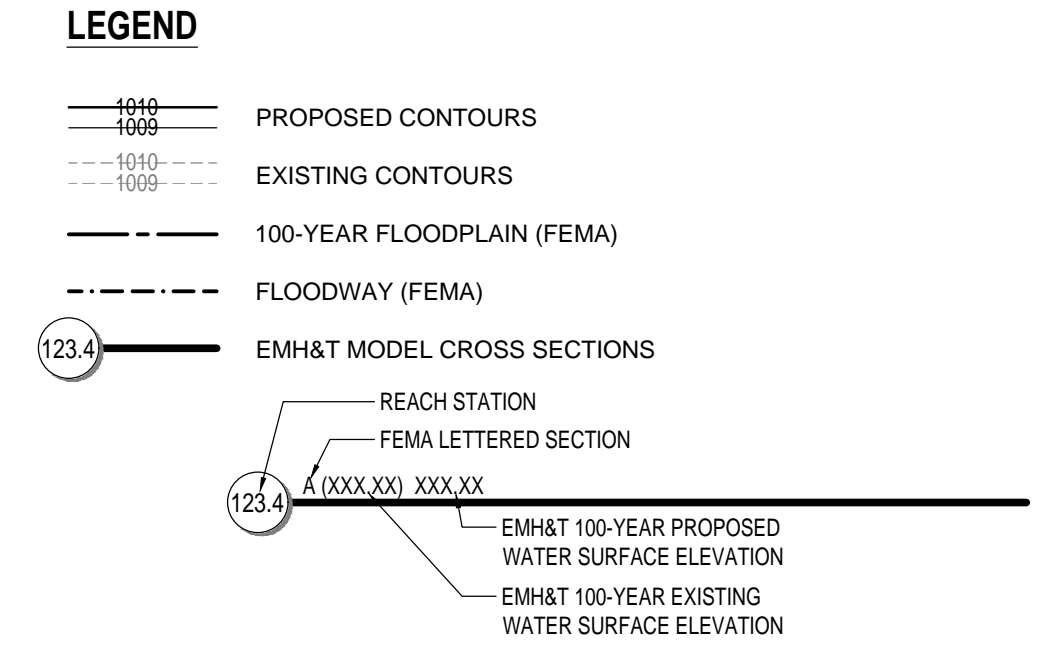 LEGEND
1010
1009
PROPOSED CONTOURS
1010
1009
EXISTING CONTOURS
100-YEAR FLOODPLAIN (FEMA)
FLOODWAY (FEMA)
123.4
EMH&T MODEL CROSS SECTIONS
REACH STATION
FEMA LETTERED SECTION
A (XXX.XX) XXX.XX
123.4
EMH&T 100-YEAR PROPOSED
WATER SURFACE ELEVATION
EMH&T 100-YEAR EXISTING
WATER SURFACE ELEVATION